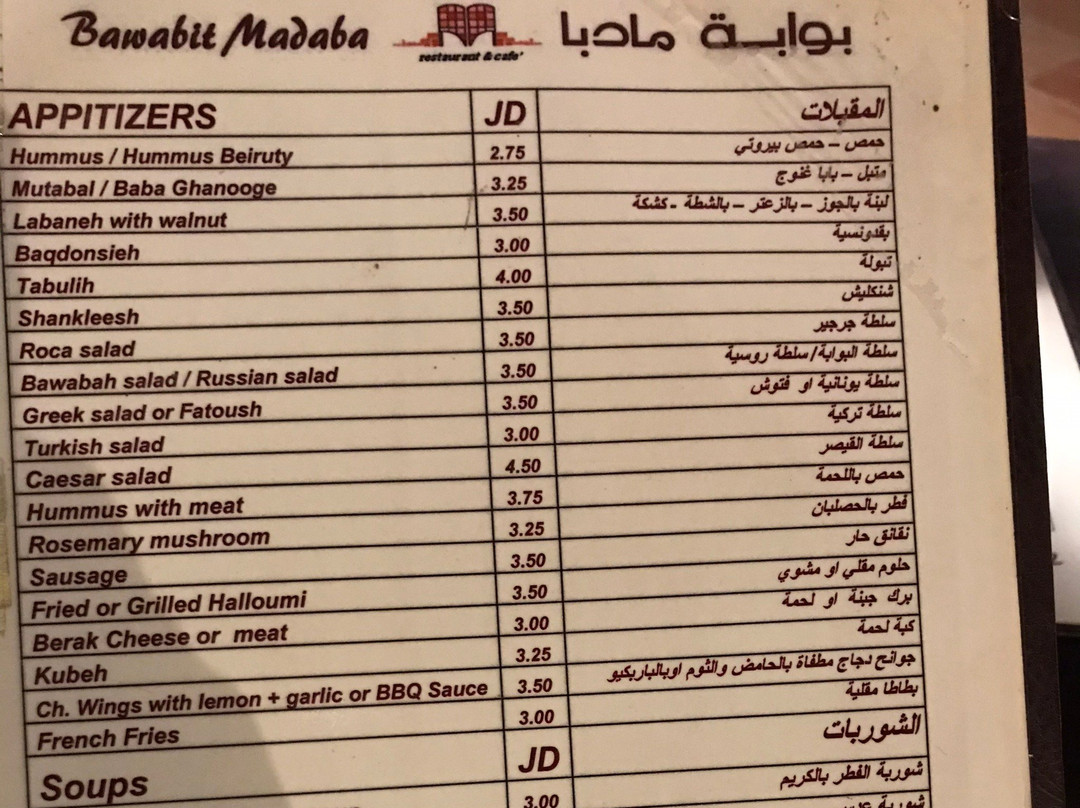 Bawabit Madaba restaurant & cafe' بوابة مادبا
APPITIZERS JD المقبلات
Hummus / Hummus Beiruty 2.75 حمص – حمص بيروتي
Mutabal / Baba Ghanooge 3.25 متبل – بابا غنوج
Labaneh with walnut 3.50 لبنة بالجوز – بالزعتر – بالشطة - كشكة
Baqdonsieh 3.00 بقدونسية
Tabulih 4.00 تبولة
Shankleesh 3.50 شنكليش
Roca salad 3.50 سلطة جرجير
Bawabah salad / Russian salad 3.50 سلطة البوابة/سلطة روسية
Greek salad or Fatoush 3.50 سلطة يونانية او فتوش
Turkish salad 3.00 سلطة تركية
Caesar salad 4.50 سلطة القيصر
Hummus with meat 3.75 حمص باللحمة
Rosemary mushroom 3.25 فطر بالحصلبان
Sausage 3.50 نقانق حار
Fried or Grilled Halloumi 3.50 حلوم مقلي او مشوي
Berak Cheese or meat 3.00 برك جبنة او لحمة
Kubeh 3.25 كبة لحمة
Ch. Wings with lemon + garlic or BBQ Sauce 3.50 جوانح دجاج مطفاة بالحامض والثوم اوبالباربكيو
French Fries 3.00 بطاطا مقلية
Soups JD الشوربات
3.00 شوربة الفطر بالكريم
شوربة